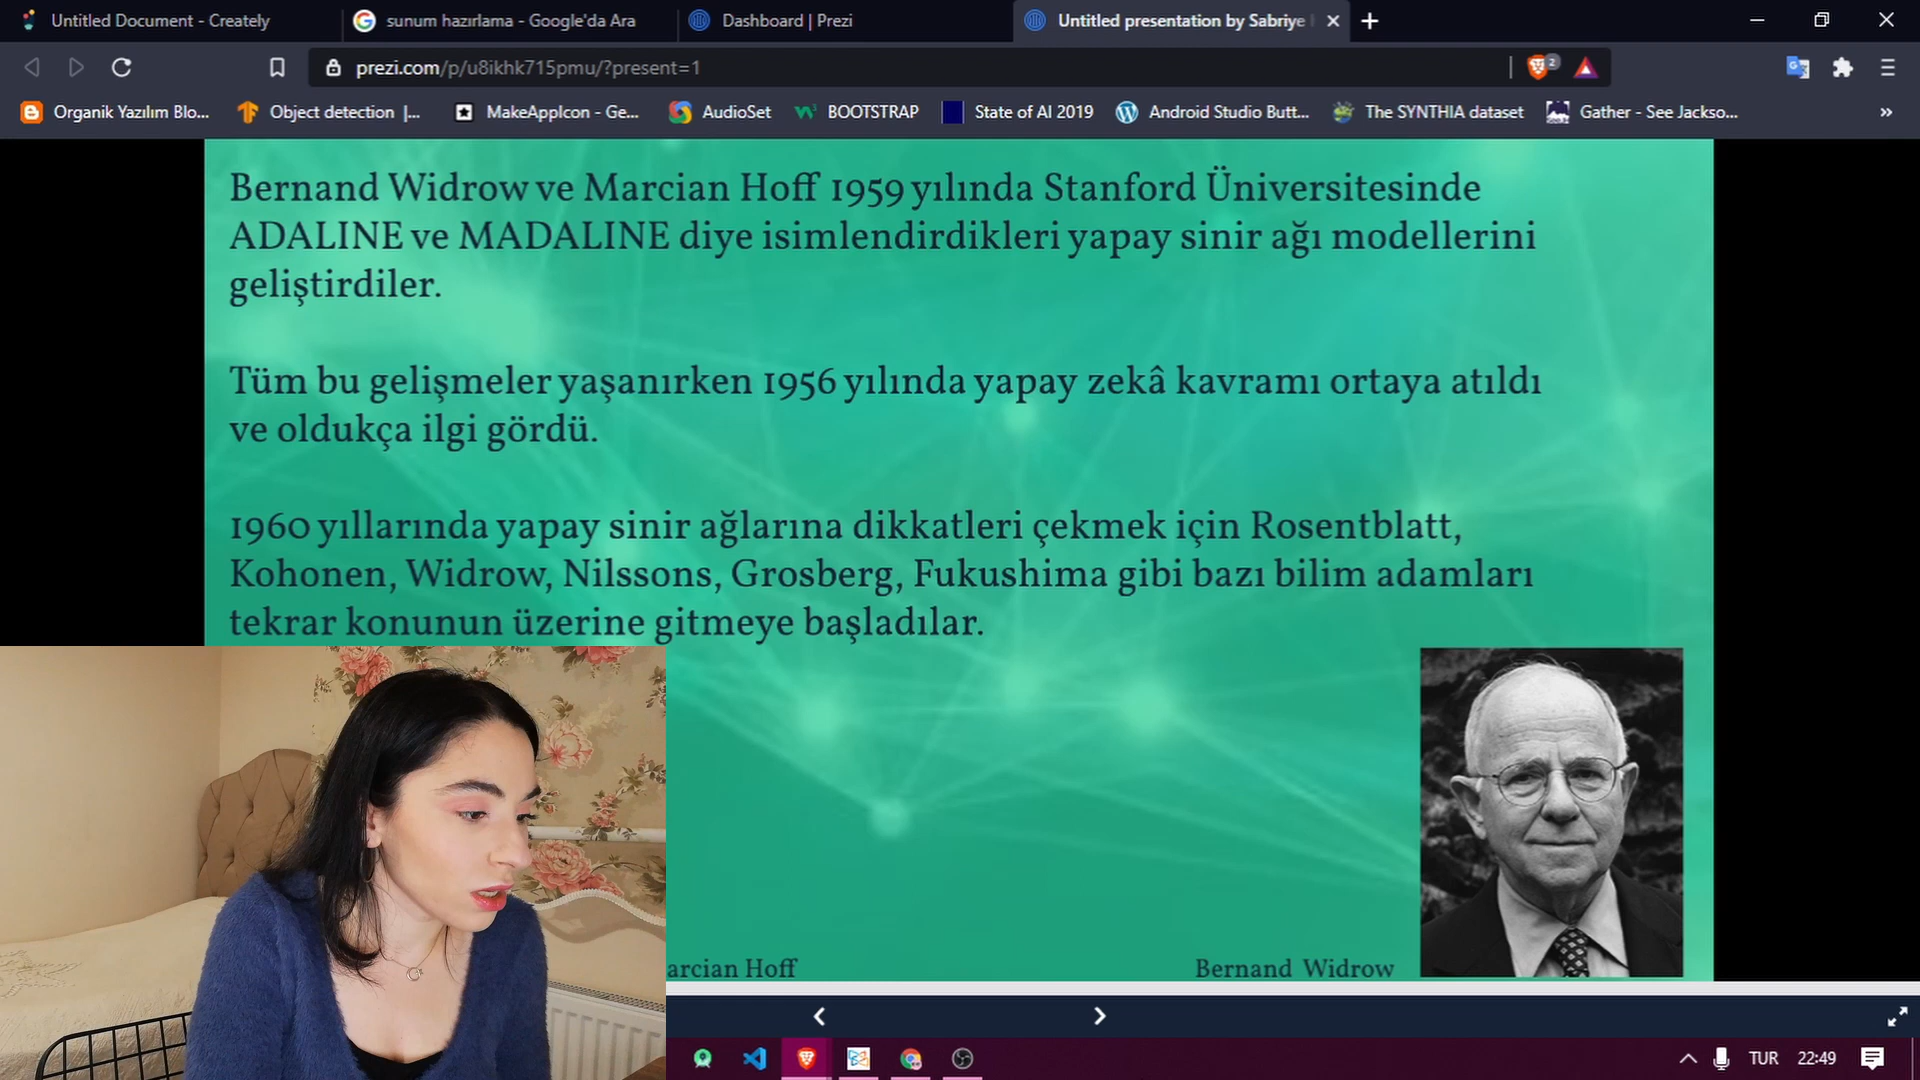 Untitled Document - Creately
sunum hazırlama - Google'da Ara
Dashboard | Prezi
Untitled presentation by Sabriye
prezi.com/p/u8ikhk715pmu/?present=1
2
Organik Yazılım Blo...
Object detection |...
MakeAppIcon - Ge...
AudioSet
BOOTSTRAP
State of AI 2019
Android Studio Butt...
The SYNTHIA dataset
Gather - See Jackso...
Bernand Widrow ve Marcian Hoff 1959 yılında Stanford Üniversitesinde
ADALINE ve MADALINE diye isimlendirdikleri yapay sinir ağı modellerini
geliştirdiler.
Tüm bu gelişmeler yaşanırken 1956 yılında yapay zekâ kavramı ortaya atıldı
ve oldukça ilgi gördü.
1960 yıllarında yapay sinir ağlarına dikkatleri çekmek için Rosentblatt,
Kohonen, Widrow, Nilssons, Grosberg, Fukushima gibi bazı bilim adamları
tekrar konunun üzerine gitmeye başladılar.
arcian Hoff
Bernand Widrow
TUR
22:49